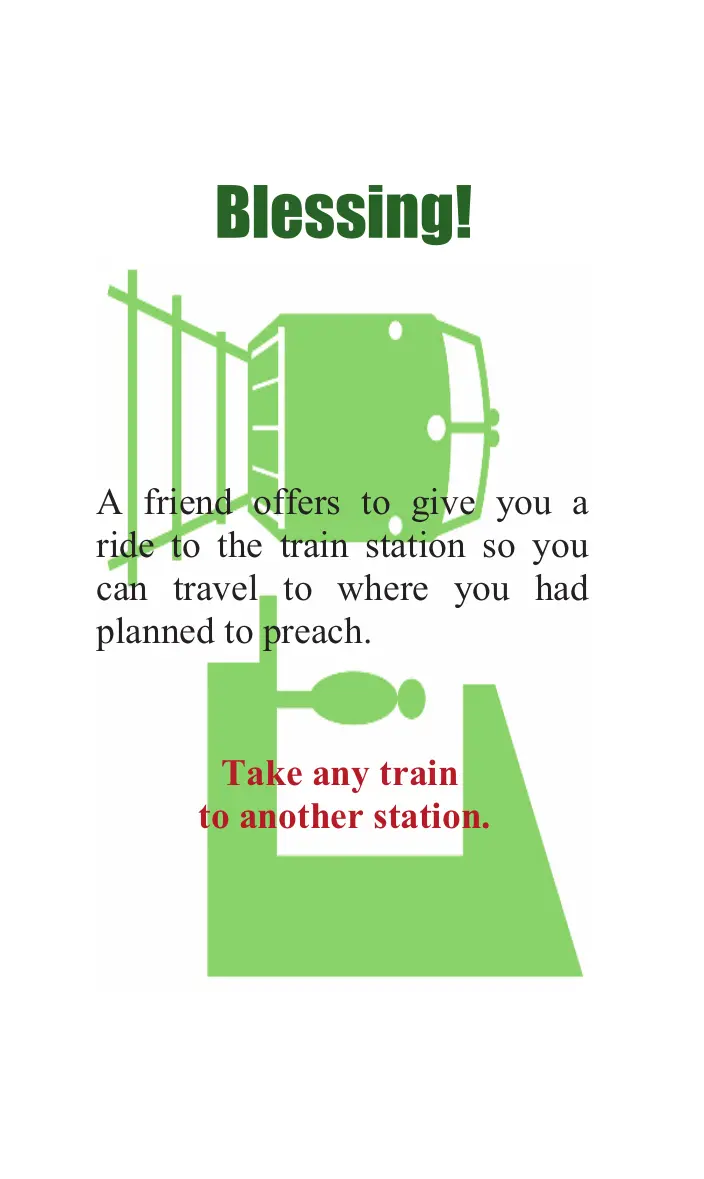 Blessing!
A friend offers to give you a
ride to the train station so you
can travel to where you had
planned to preach.
Take any train
to another station.